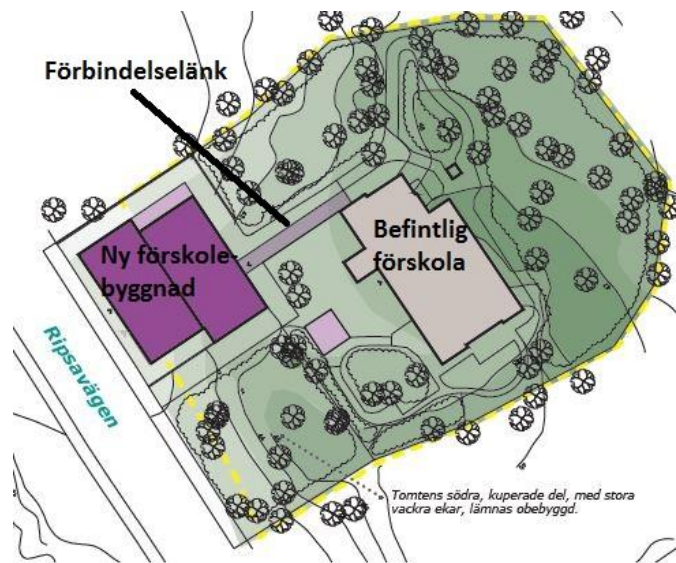 Förbindelselänk
Ny förskole-
byggnad
Befintlig
förskola
Ripsavägen
Tomtens södra, kuperade del, med stora
vackra ekar, lämnas obebyggd.